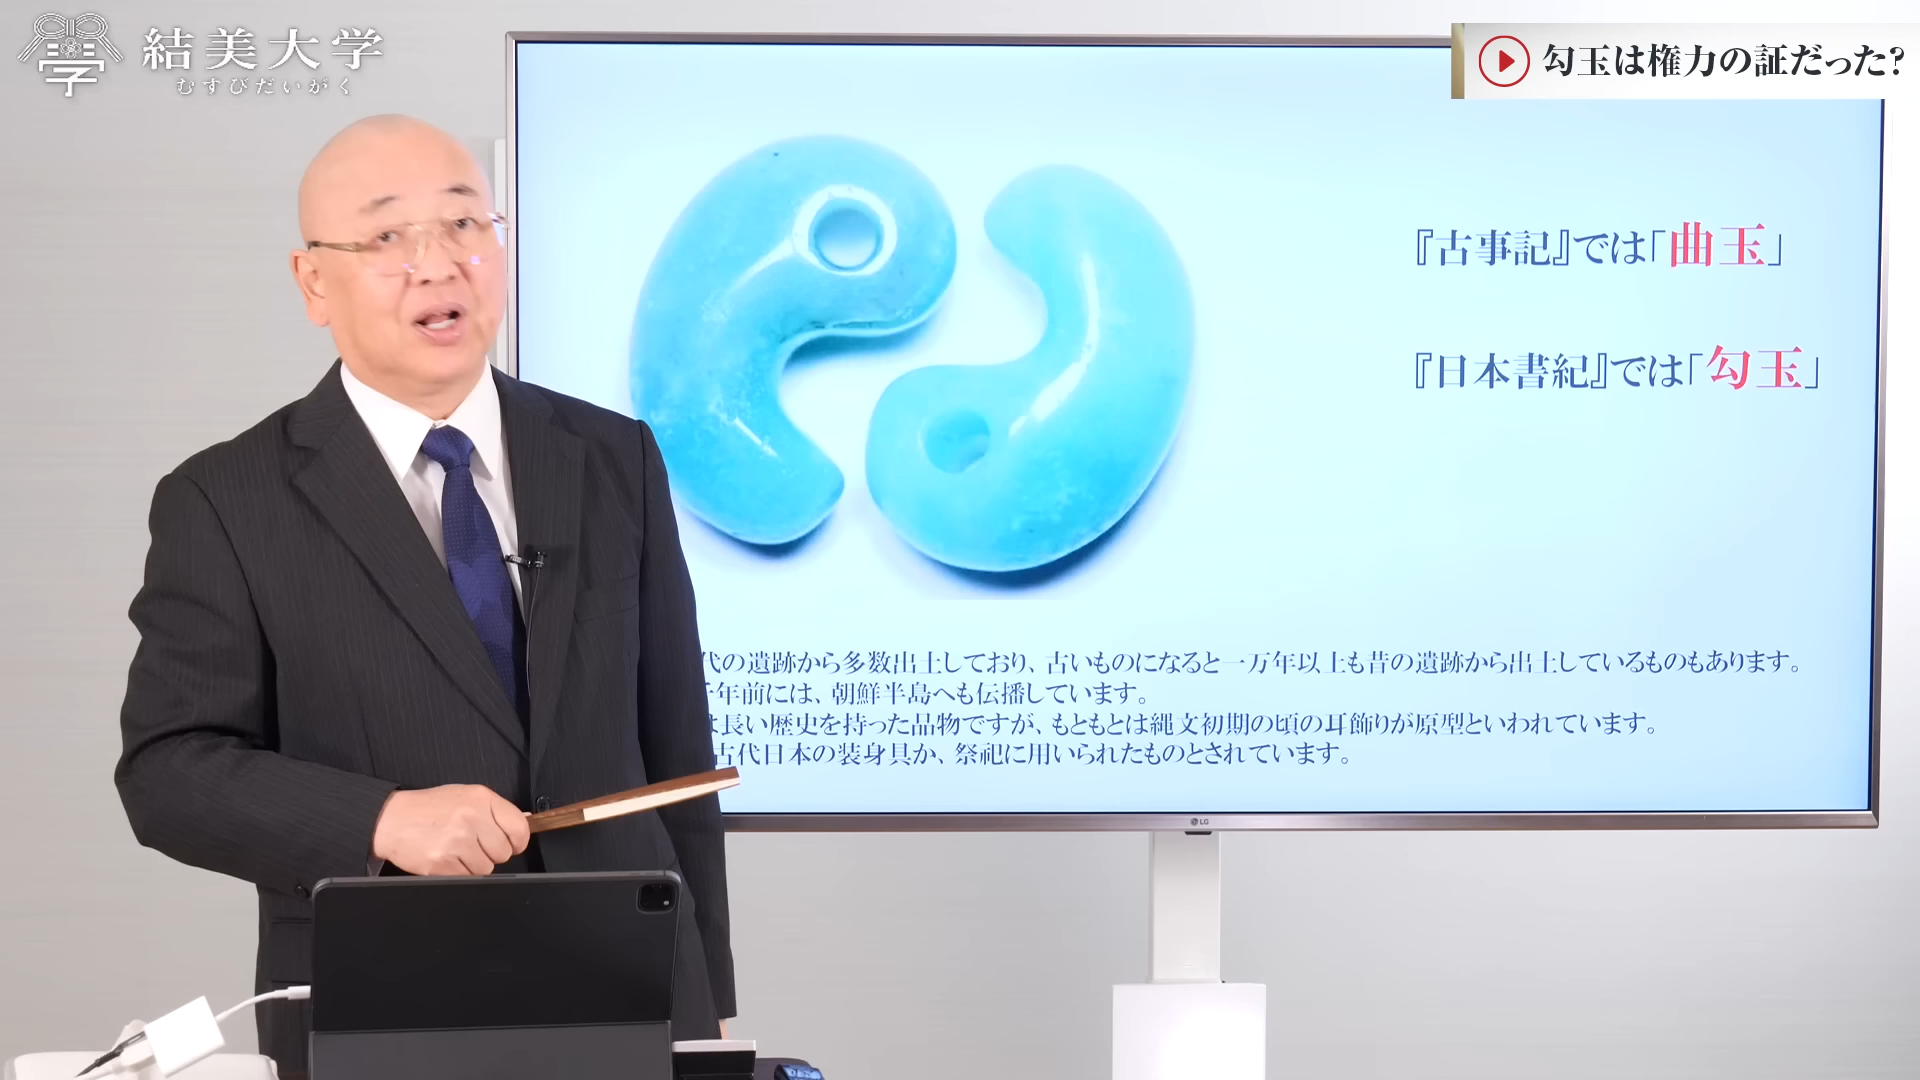 結美大学
むすびだいがく
勾玉は権力の証だった?
『古事記』では「曲玉」
『日本書紀』では「勾玉」
代の遺跡から多数出土しており、古いものになると一万年以上も昔の遺跡から出土しているものもあります。
千年前には、朝鮮半島へも伝播しています。
は長い歴史を持った品物ですが、もともとは縄文初期の頃の耳飾りが原型といわれています。
古代日本の装身具か、祭祀に用いられたものとされています。
LG